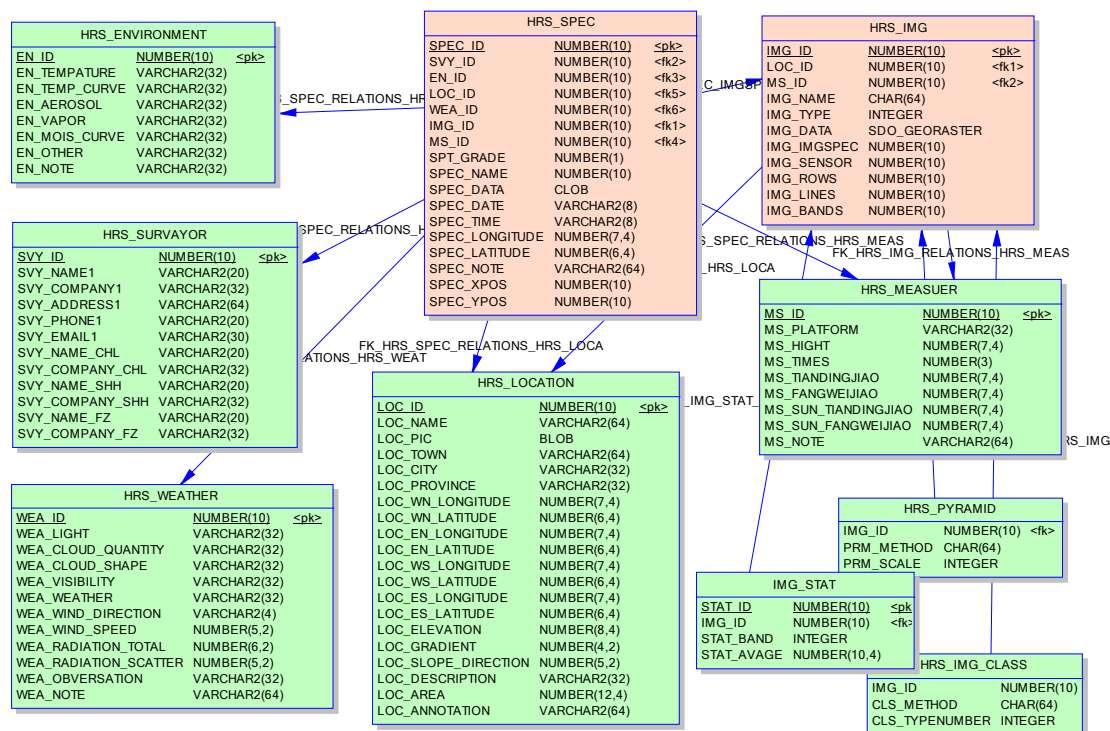 HRS_ENVIRONMENT
EN_ID NUMBER(10) <pk>
EN_TEMPATURE VARCHAR2(32)
EN_TEMP_CURVE VARCHAR2(32)
EN_AEROSOL VARCHAR2(32)
EN_VAPOR VARCHAR2(32)
EN_MOIS_CURVE VARCHAR2(32)
EN_OTHER VARCHAR2(32)
EN_NOTE VARCHAR2(32)
HRS_SPEC
SPEC_ID NUMBER(10) <pk>
SVY_ID NUMBER(10) <fk2>
EN_ID NUMBER(10) <fk3>
LOC_ID NUMBER(10) <fk5>
WEA_ID NUMBER(10) <fk6>
IMG_ID NUMBER(10) <fk1>
MS_ID NUMBER(10) <fk4>
SPT_GRADE NUMBER(1)
SPEC_NAME NUMBER(10)
SPEC_DATA CLOB
SPEC_DATE VARCHAR2(8)
SPEC_TIME VARCHAR2(8)
SPEC_LONGITUDE NUMBER(7,4)
SPEC_LATITUDE NUMBER(6,4)
SPEC_NOTE VARCHAR2(64)
SPEC_XPOS NUMBER(10)
SPEC_YPOS NUMBER(10)
HRS_IMG
IMG_ID NUMBER(10) <pk>
LOC_ID NUMBER(10) <fk1>
MS_ID NUMBER(10) <fk2>
IMG_NAME CHAR(64)
IMG_TYPE INTEGER
IMG_DATA SDO_GEORASTER
IMG_IMGSPEC NUMBER(10)
IMG_SENSOR NUMBER(10)
IMG_ROWS NUMBER(10)
IMG_LINES NUMBER(10)
IMG_BANDS NUMBER(10)
S_SPEC_RELATIONS_HR
C_IMGSP
SPEC_RELATIONS_H
S_SPEC_RELATIONS_HRS_MEAS
FK_HRS_IMG_RELATIONS_HRS_MEAS
_HRS_LOCA
HRS_SURVAYOR
SVY_ID NUMBER(10) <pk>
SVY_NAME1 VARCHAR2(20)
SVY_COMPANY1 VARCHAR2(32)
SVY_ADDRESS1 VARCHAR2(64)
SVY_PHONE1 VARCHAR2(20)
SVY_EMAIL1 VARCHAR2(30)
SVY_NAME_CHL VARCHAR2(20)
SVY_COMPANY_CHL VARCHAR2(32)
SVY_NAME_SHH VARCHAR2(20)
SVY_COMPANY_SHH VARCHAR2(32)
SVY_NAME_FZ VARCHAR2(20)
SVY_COMPANY_FZ VARCHAR2(32)
FK_HRS_SPEC_RELATIONS_HRS_LOCA
ATIONS_HRS_WEAT
HRS_MEASUER
MS_ID NUMBER(10) <pk>
MS_PLATFORM VARCHAR2(32)
MS_HIGHT NUMBER(7,4)
MS_TIMES NUMBER(3)
MS_TIANDINGJIAO NUMBER(7,4)
MS_FANGWEIJIAO NUMBER(7,4)
MS_SUN_TIANDINGJIAO NUMBER(7,4)
MS_SUN_FANGWEIJIAO NUMBER(7,4)
MS_NOTE VARCHAR2(64)
_IMG_STAT_
RS_IMG
HRS_LOCATION
LOC_ID NUMBER(10) <pk>
LOC_NAME VARCHAR2(64)
LOC_PIC BLOB
LOC_TOWN VARCHAR2(64)
LOC_CITY VARCHAR2(32)
LOC_PROVINCE VARCHAR2(32)
LOC_WN_LONGITUDE NUMBER(7,4)
LOC_WN_LATITUDE NUMBER(6,4)
LOC_EN_LONGITUDE NUMBER(7,4)
LOC_EN_LATITUDE NUMBER(6,4)
LOC_WS_LONGITUDE NUMBER(7,4)
LOC_WS_LATITUDE NUMBER(6,4)
LOC_ES_LONGITUDE NUMBER(7,4)
LOC_ES_LATITUDE NUMBER(6,4)
LOC_ELEVATION NUMBER(8,4)
LOC_GRADIENT NUMBER(4,2)
LOC_SLOPE_DIRECTION NUMBER(5,2)
LOC_DESCRIPTION VARCHAR2(32)
LOC_AREA NUMBER(12,4)
LOC_ANNOTATION VARCHAR2(64)
HRS_WEATHER
WEA_ID NUMBER(10) <pk>
WEA_LIGHT VARCHAR2(32)
WEA_CLOUD_QUANTITY VARCHAR2(32)
WEA_CLOUD_SHAPE VARCHAR2(32)
WEA_VISIBILITY VARCHAR2(32)
WEA_WEATHER VARCHAR2(32)
WEA_WIND_DIRECTION VARCHAR2(4)
WEA_WIND_SPEED NUMBER(5,2)
WEA_RADIATION_TOTAL NUMBER(6,2)
WEA_RADIATION_SCATTER NUMBER(5,2)
WEA_OBVERSATION VARCHAR2(32)
WEA_NOTE VARCHAR2(64)
HRS_PYRAMID
IMG_ID NUMBER(10) <fk>
PRM_METHOD CHAR(64)
PRM_SCALE INTEGER
IMG_STAT
STAT_ID NUMBER(10) <pk
IMG_ID NUMBER(10) <fk>
STAT_BAND INTEGER
STAT_AVAGE NUMBER(10,4)
HRS_IMG_CLASS
IMG_ID NUMBER(10)
CLS_METHOD CHAR(64)
CLS_TYPENUMBER INTEGER